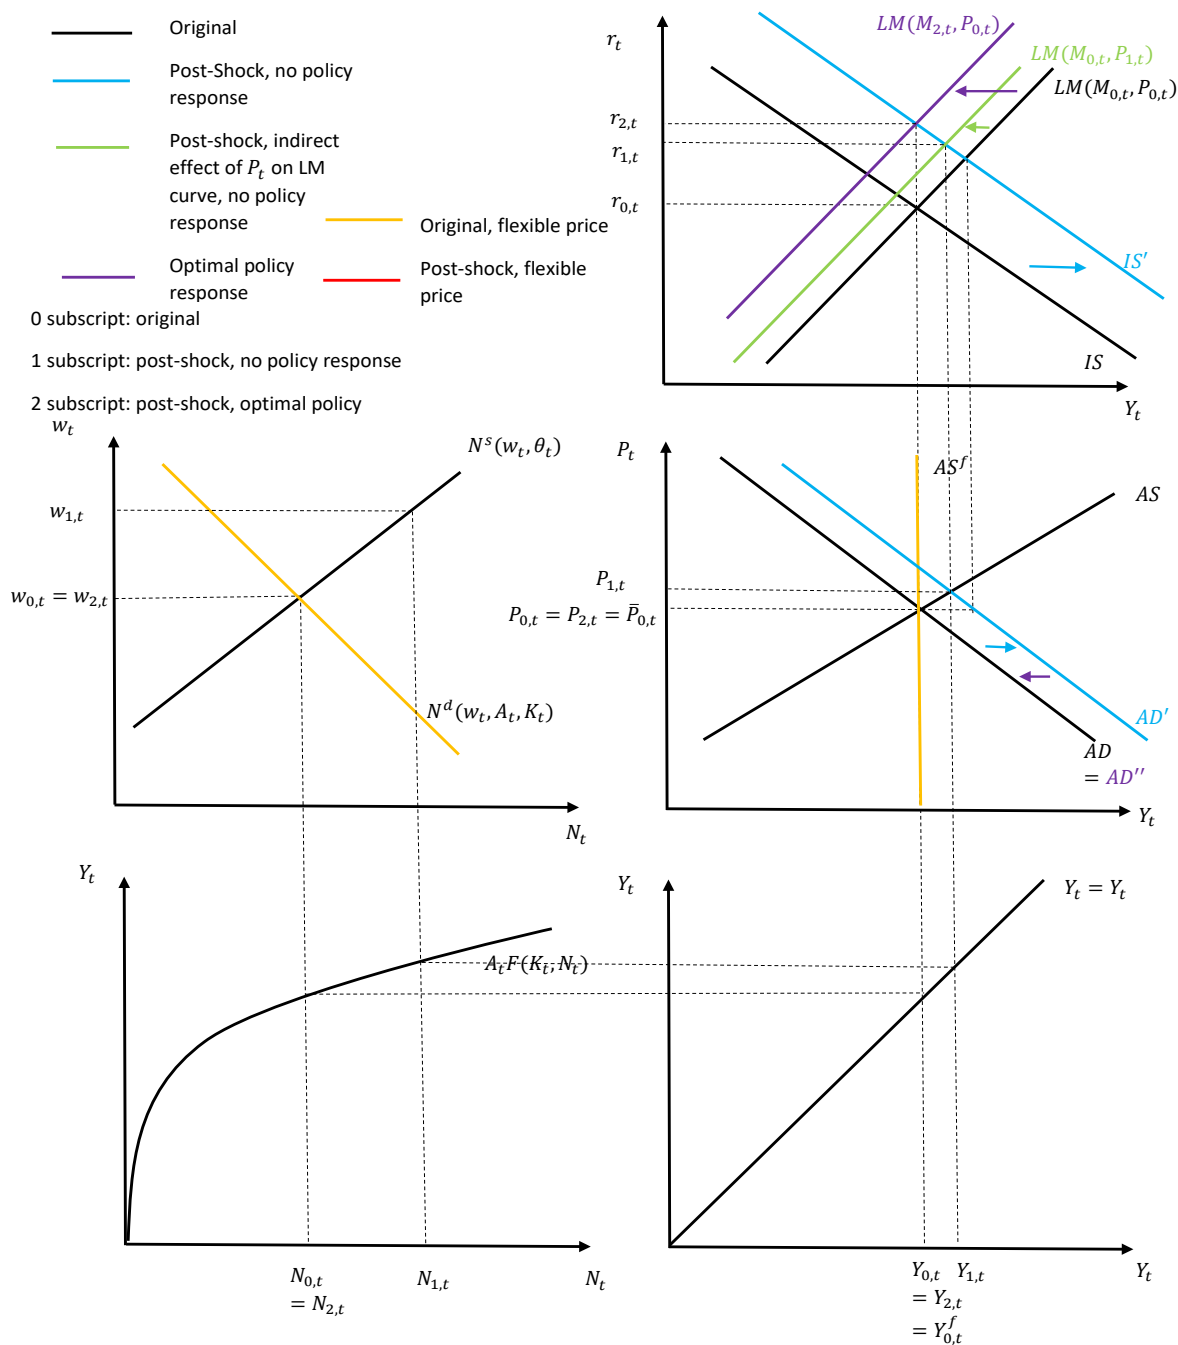 Original
Post-Shock, no policy
response
Post-shock, indirect
effect of P_t on LM
curve, no policy
response
Original, flexible price
Optimal policy
response
Post-shock, flexible
price
0 subscript: original
1 subscript: post-shock, no policy response
2 subscript: post-shock, optimal policy
r_t
LM(M_{2,t}, P_{0,t})
LM(M_{0,t}, P_{1,t})
LM(M_{0,t}, P_{0,t})
r_{2,t}
r_{1,t}
r_{0,t}
IS′
IS
Y_t
w_t
N^s(w_t, θ_t)
w_{1,t}
w_{0,t} = w_{2,t}
N^d(w_t, A_t, K_t)
N_t
P_t
AS^f
AS
P_{1,t}
P_{0,t} = P_{2,t} = P̄_{0,t}
AD′
AD
= AD′′
Y_t
Y_t
A_tF(K_t, N_t)
N_{0,t}
= N_{2,t}
N_{1,t}
N_t
Y_t
Y_t = Y_t
Y_{0,t}
= Y_{2,t}
= Y_{0,t}^f
Y_{1,t}
Y_t